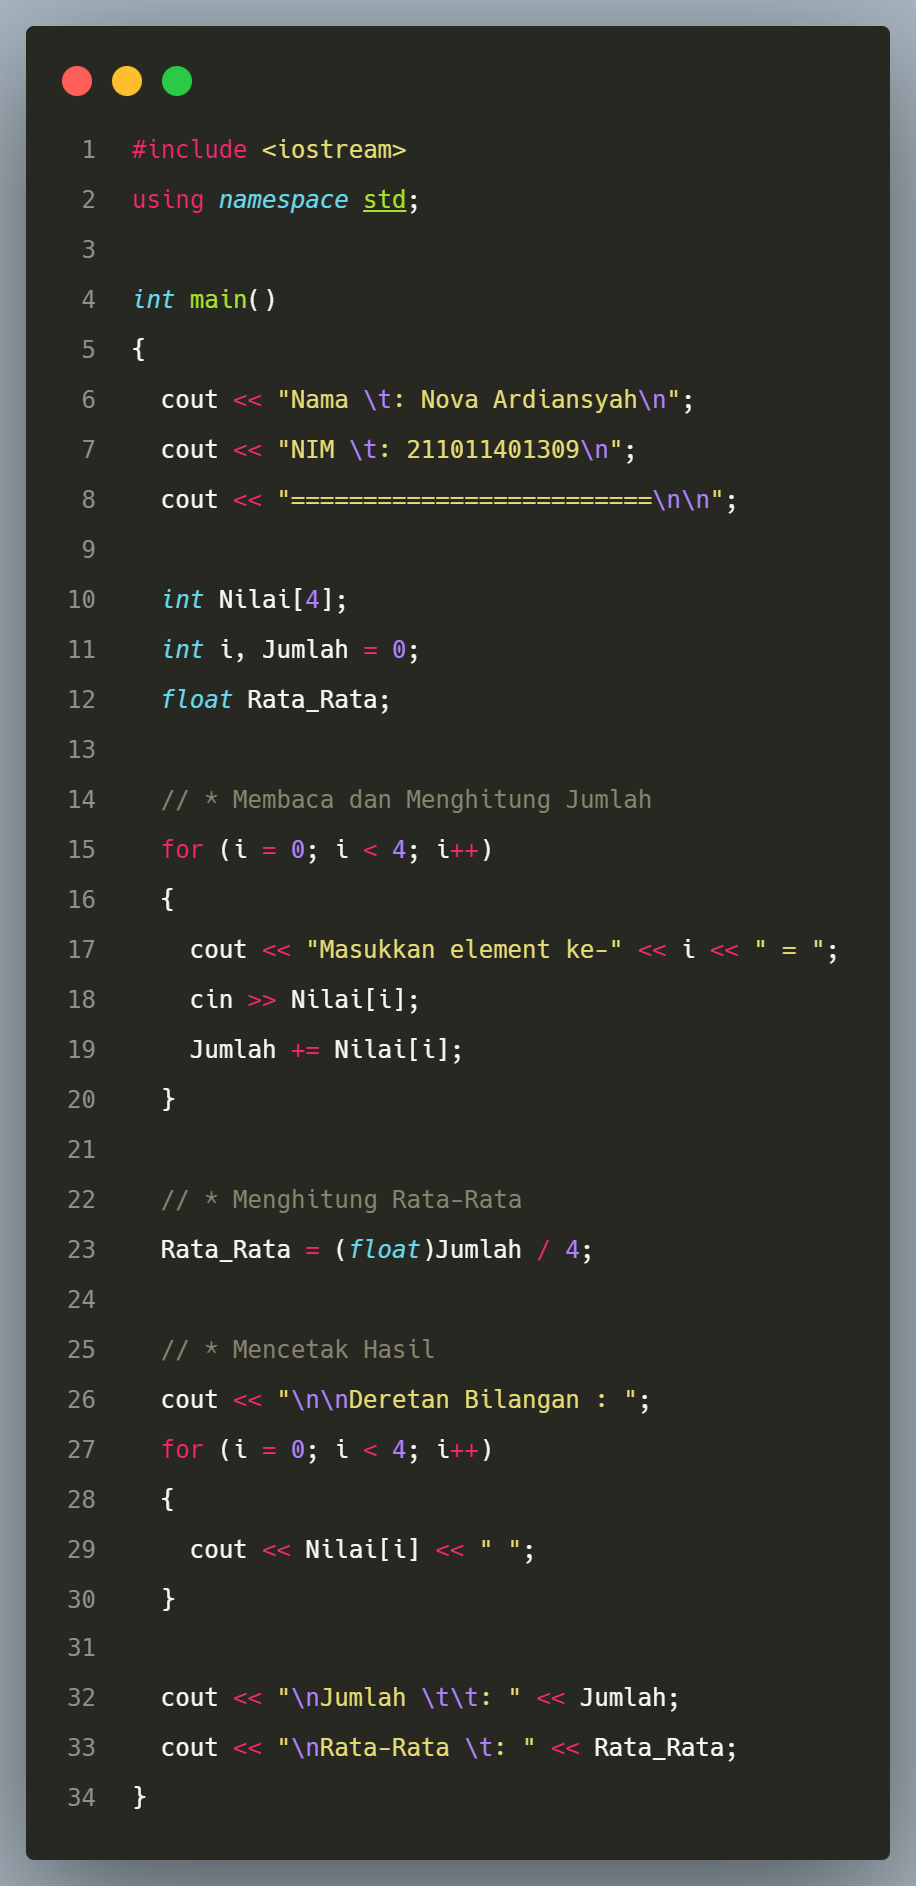 1 #include <iostream>
2 using namespace std;
3
4 int main()
5 {
6   cout << "Nama \t: Nova Ardiansyah\n";
7   cout << "NIM \t: 211011401309\n";
8   cout << "=========================\n\n";
9
10   int Nilai[4];
11   int i, Jumlah = 0;
12   float Rata_Rata;
13
14   // * Membaca dan Menghitung Jumlah
15   for (i = 0; i < 4; i++)
16   {
17     cout << "Masukkan element ke-" << i << " = ";
18     cin >> Nilai[i];
19     Jumlah += Nilai[i];
20   }
21
22   // * Menghitung Rata-Rata
23   Rata_Rata = (float)Jumlah / 4;
24
25   // * Mencetak Hasil
26   cout << "\n\nDeretan Bilangan : ";
27   for (i = 0; i < 4; i++)
28   {
29     cout << Nilai[i] << " ";
30   }
31
32   cout << "\nJumlah \t\t: " << Jumlah;
33   cout << "\nRata-Rata \t: " << Rata_Rata;
34 }